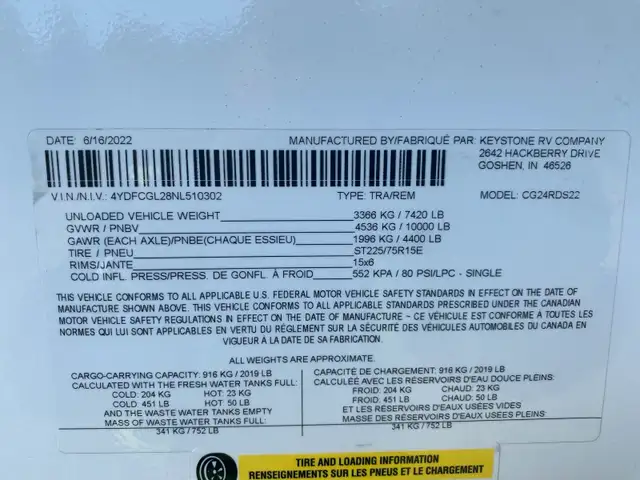 DATE: 6/16/2022 MANUFACTURED BY/FABRIQUÉ PAR: KEYSTONE RV COMPANY
2642 HACKBERRY DRIVE
GOSHEN, IN 46526
V.I.N./N.I.V.: 4YDFCGL28NL510302 TYPE: TRA/REM MODEL: CG24RDS22
UNLOADED VEHICLE WEIGHT 3366 KG / 7420 LB
GVWR / PNBV 4536 KG / 10000 LB
GAWR (EACH AXLE)/PNBE(CHAQUE ESSIEU) 1996 KG / 4400 LB
TIRE / PNEU ST225/75R15E
RIMS/JANTE 15x6
COLD INFL. PRESS/PRESS. DE GONFL. À FROID 552 KPA / 80 PSI/LPC - SINGLE
THIS VEHICLE CONFORMS TO ALL APPLICABLE U.S. FEDERAL MOTOR VEHICLE SAFETY STANDARDS IN EFFECT ON THE DATE OF
MANUFACTURE SHOWN ABOVE. THIS VEHICLE CONFORMS TO ALL APPLICABLE STANDARDS PRESCRIBED UNDER THE CANADIAN
MOTOR VEHICLE SAFETY REGULATIONS IN EFFECT ON THE DATE OF MANUFACTURE - CE VÉHICULE EST CONFORME À TOUTES LES
NORMES QUI LUI SONT APPLICABLES EN VERTU DU RÉGLEMENT SUR LA SÉCURITÉ DES VÉHICULES AUTOMOBILES DU CANADA EN
VIGUEUR À LA DATE DE SA FABRICATION.
ALL WEIGHTS ARE APPROXIMATE.
CARGO-CARRYING CAPACITY: 916 KG / 2019 LB
CALCULATED WITH THE FRESH WATER TANKS FULL:
COLD: 204 KG HOT: 23 KG
COLD: 451 LB HOT: 50 LB
AND THE WASTE WATER TANKS EMPTY
MASS OF WASTE WATER TANKS FULL:
341 KG / 752 LB
CAPACITÉ DE CHARGEMENT: 916 KG / 2019 LB
CALCULÉE AVEC LES RÉSERVOIRS D'EAU DOUCE PLEINS:
FROID: 204 KG CHAUD: 23 KG
FROID: 451 LB CHAUD: 50 LB
ET LES RÉSERVOIRS D'EAUX USÉES VIDES
MASSE DES RÉSERVOIRS D'EAUX USÉES PLEINS:
341 KG / 752 LB
TIRE AND LOADING INFORMATION
RENSEIGNEMENTS SUR LES PNEUS ET LE CHARGEMENT